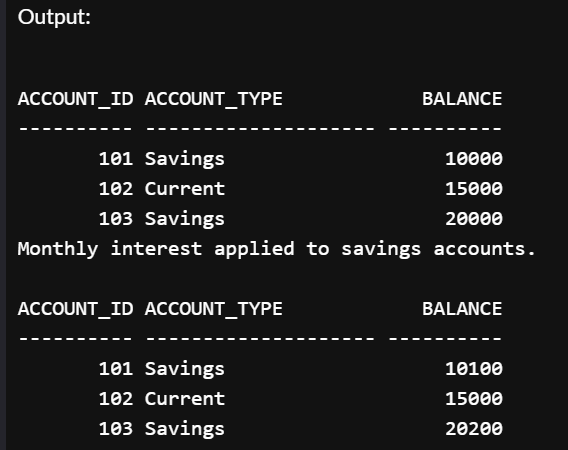 Output:
ACCOUNT_ID ACCOUNT_TYPE            BALANCE
---------- -------------------- ----------
       101 Savings                   10000
       102 Current                   15000
       103 Savings                   20000
Monthly interest applied to savings accounts.
ACCOUNT_ID ACCOUNT_TYPE            BALANCE
---------- -------------------- ----------
       101 Savings                   10100
       102 Current                   15000
       103 Savings                   20200